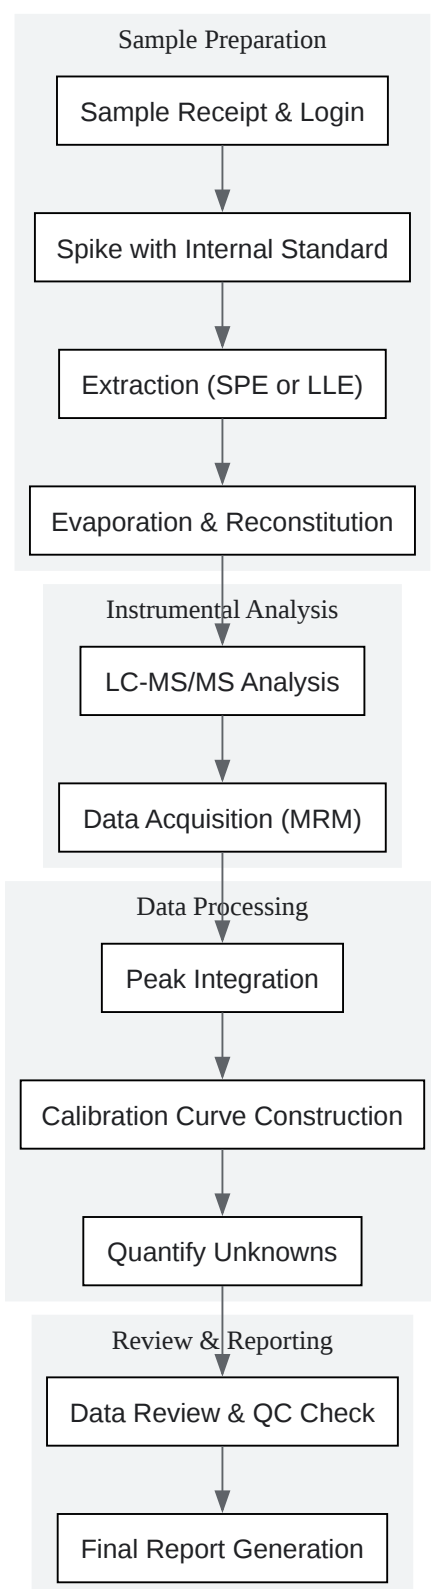 Sample Preparation
Sample Receipt & Login
Spike with Internal Standard
Extraction (SPE or LLE)
Evaporation & Reconstitution
Instrumental Analysis
LC-MS/MS Analysis
Data Acquisition (MRM)
Data Processing
Peak Integration
Calibration Curve Construction
Quantify Unknowns
Review & Reporting
Data Review & QC Check
Final Report Generation